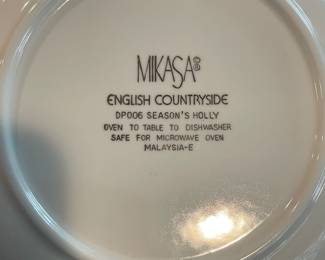 MIKASA
ENGLISH COUNTRYSIDE
DP006 SEASON'S HOLLY
OVEN TO TABLE TO DISHWASHER
SAFE FOR MICROWAVE OVEN
MALAYSIA-E